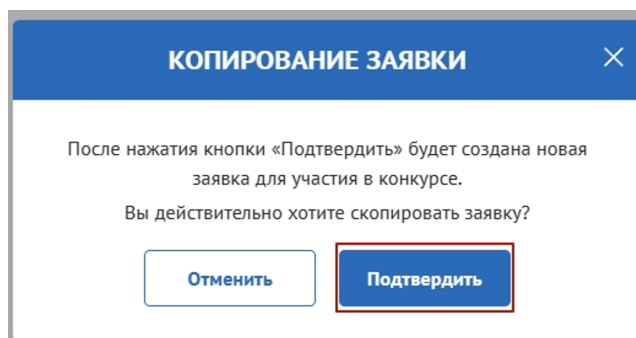 КОПИРОВАНИЕ ЗАЯВКИ
После нажатия кнопки «Подтвердить» будет создана новая
заявка для участия в конкурсе.
Вы действительно хотите скопировать заявку?
Отменить
Подтвердить